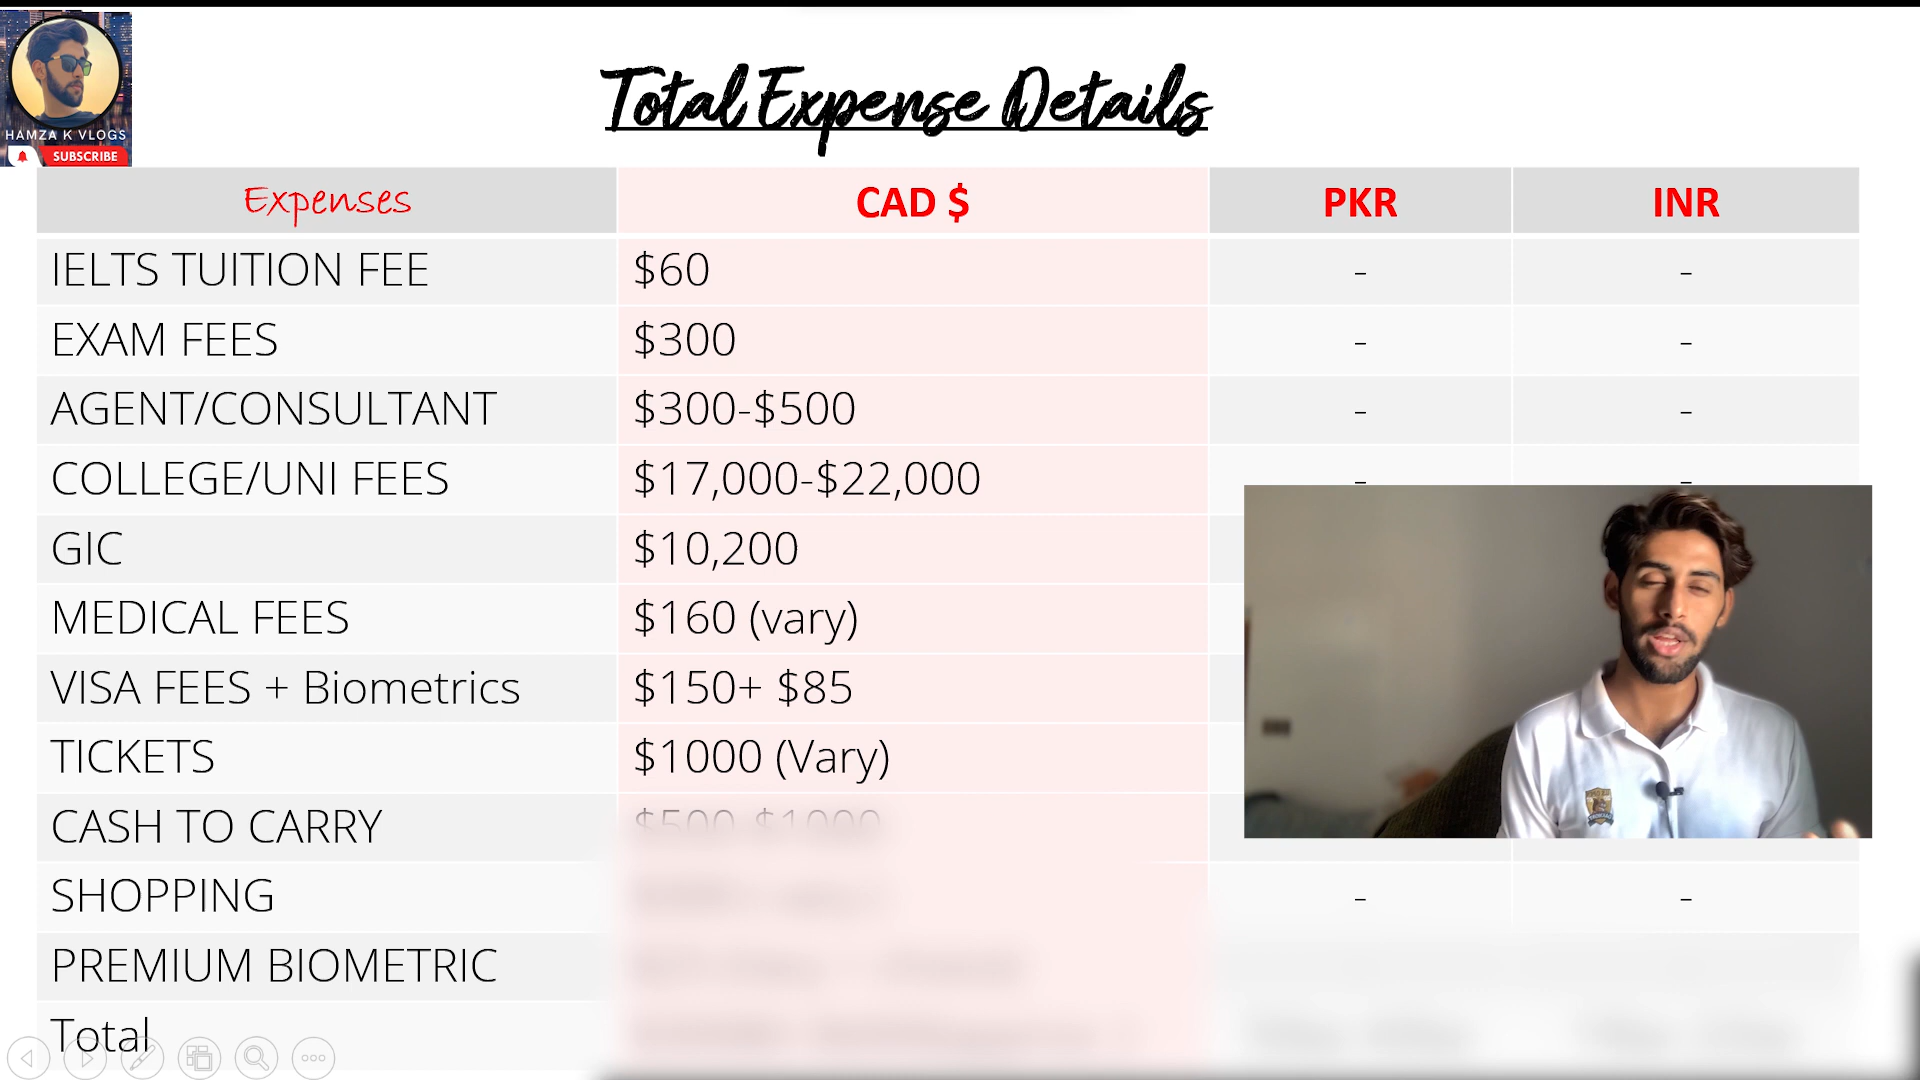 HAMZA K VLOGS
SUBSCRIBE
Total Expense Details
Expenses CAD $ PKR INR
IELTS TUITION FEE $60 - -
EXAM FEES $300 - -
AGENT/CONSULTANT $300-$500 - -
COLLEGE/UNI FEES $17,000-$22,000 - -
GIC $10,200
MEDICAL FEES $160 (vary)
VISA FEES + Biometrics $150+ $85
TICKETS $1000 (Vary)
CASH TO CARRY $500-$1000
SHOPPING - -
PREMIUM BIOMETRIC
Total